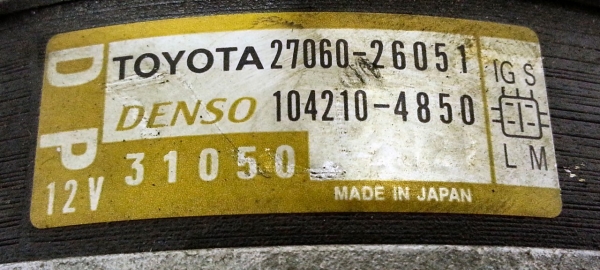 TOYOTA 27060-26051
DENSO 104210-4850
DP
12V 31050
MADE IN JAPAN
IG S
L M